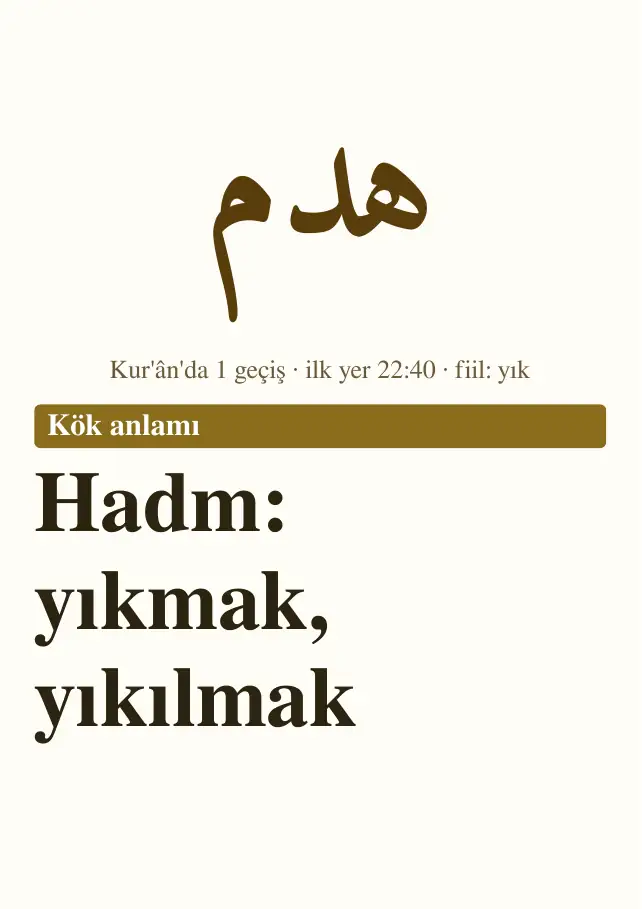 هدم
Kur'ân'da 1 geçiş · ilk yer 22:40 · fiil: yık
Kök anlamı
Hadm:
yıkmak,
yıkılmak